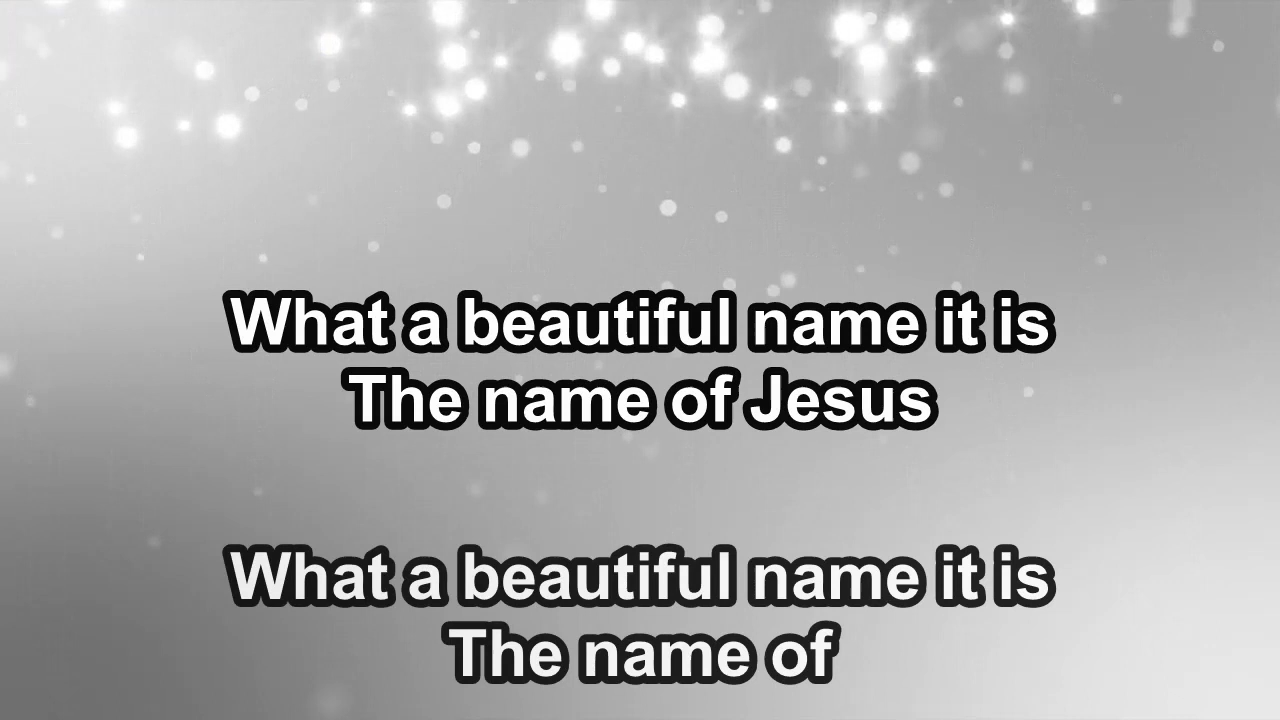 What a beautiful name it is
The name of Jesus
What a beautiful name it is
The name of